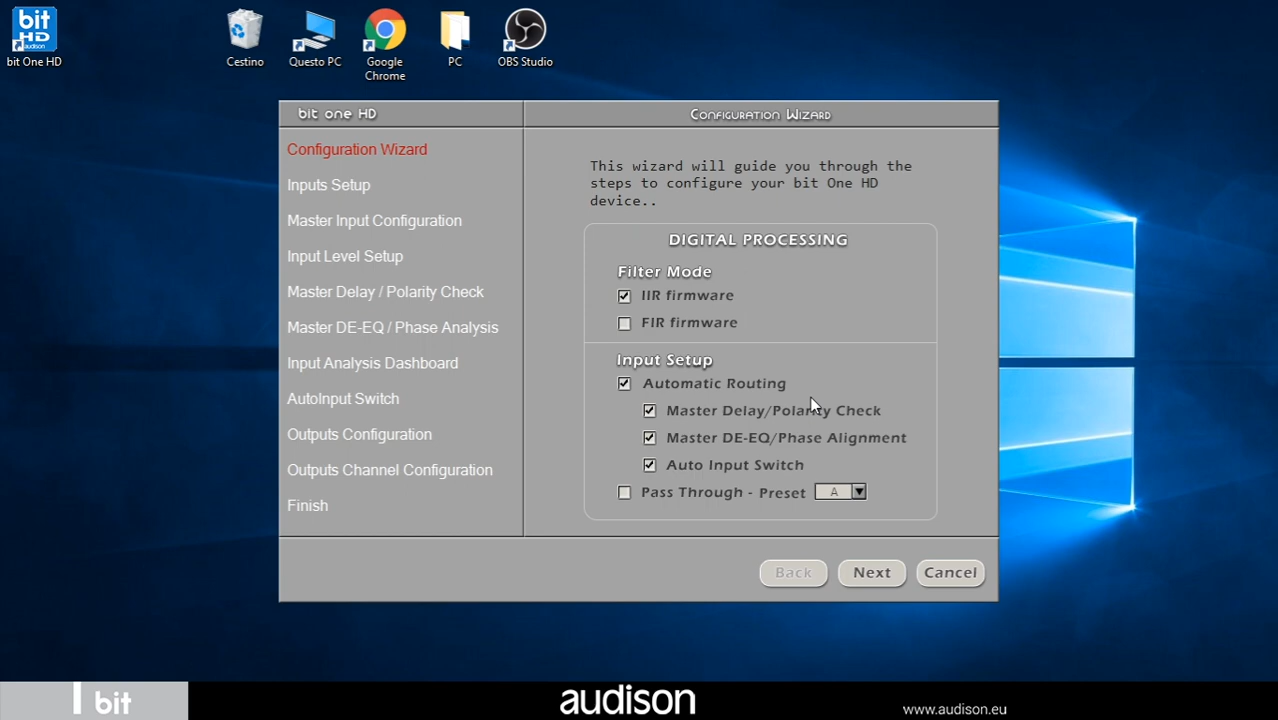 bit
HD
audison
bit One HD
Cestino
Questo PC
Google
Chrome
PC
OBS Studio
bit one HD
Configuration Wizard
Configuration Wizard
Inputs Setup
Master Input Configuration
Input Level Setup
Master Delay / Polarity Check
Master DE-EQ / Phase Analysis
Input Analysis Dashboard
AutoInput Switch
Outputs Configuration
Outputs Channel Configuration
Finish
This wizard will guide you through the
steps to configure your bit One HD
device..
DIGITAL PROCESSING
Filter Mode
IIR firmware
FIR firmware
Input Setup
Automatic Routing
Master Delay/Polarity Check
Master DE-EQ/Phase Alignment
Auto Input Switch
Pass Through - Preset A
Back
Next
Cancel
bit
audison
www.audison.eu